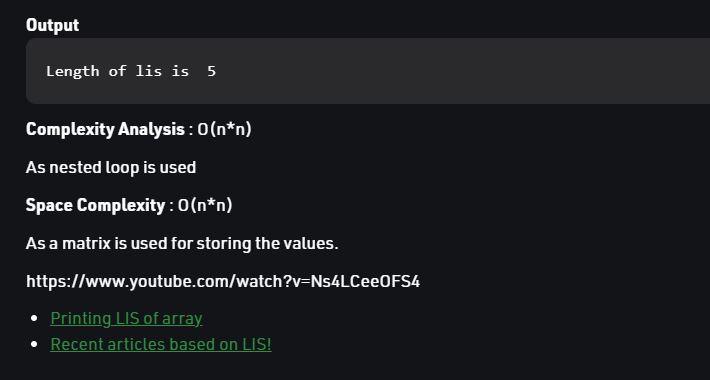 Output
Length of lis is  5
Complexity Analysis : O(n*n)
As nested loop is used
Space Complexity : O(n*n)
As a matrix is used for storing the values.
https://www.youtube.com/watch?v=Ns4LCeeOFS4
Printing LIS of array
Recent articles based on LIS!